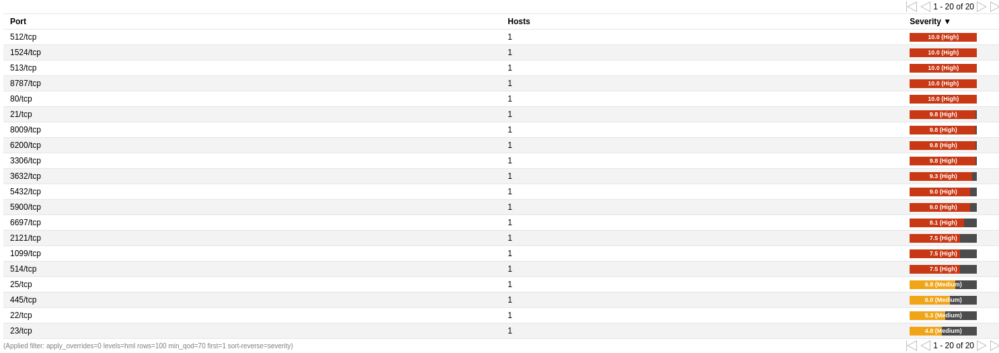 1 - 20 of 20
Port Hosts Severity ▼
512/tcp 1 10.0 (High)
1524/tcp 1 10.0 (High)
513/tcp 1 10.0 (High)
8787/tcp 1 10.0 (High)
80/tcp 1 10.0 (High)
21/tcp 1 9.8 (High)
8009/tcp 1 9.8 (High)
6200/tcp 1 9.8 (High)
3306/tcp 1 9.8 (High)
3632/tcp 1 9.3 (High)
5432/tcp 1 9.0 (High)
5900/tcp 1 9.0 (High)
6697/tcp 1 8.1 (High)
2121/tcp 1 7.5 (High)
1099/tcp 1 7.5 (High)
514/tcp 1 7.5 (High)
25/tcp 1 6.8 (Medium)
445/tcp 1 6.0 (Medium)
22/tcp 1 5.3 (Medium)
23/tcp 1 4.8 (Medium)
(Applied filter: apply_overrides=0 levels=hml rows=100 min_qod=70 first=1 sort-reverse=severity) 1 - 20 of 20